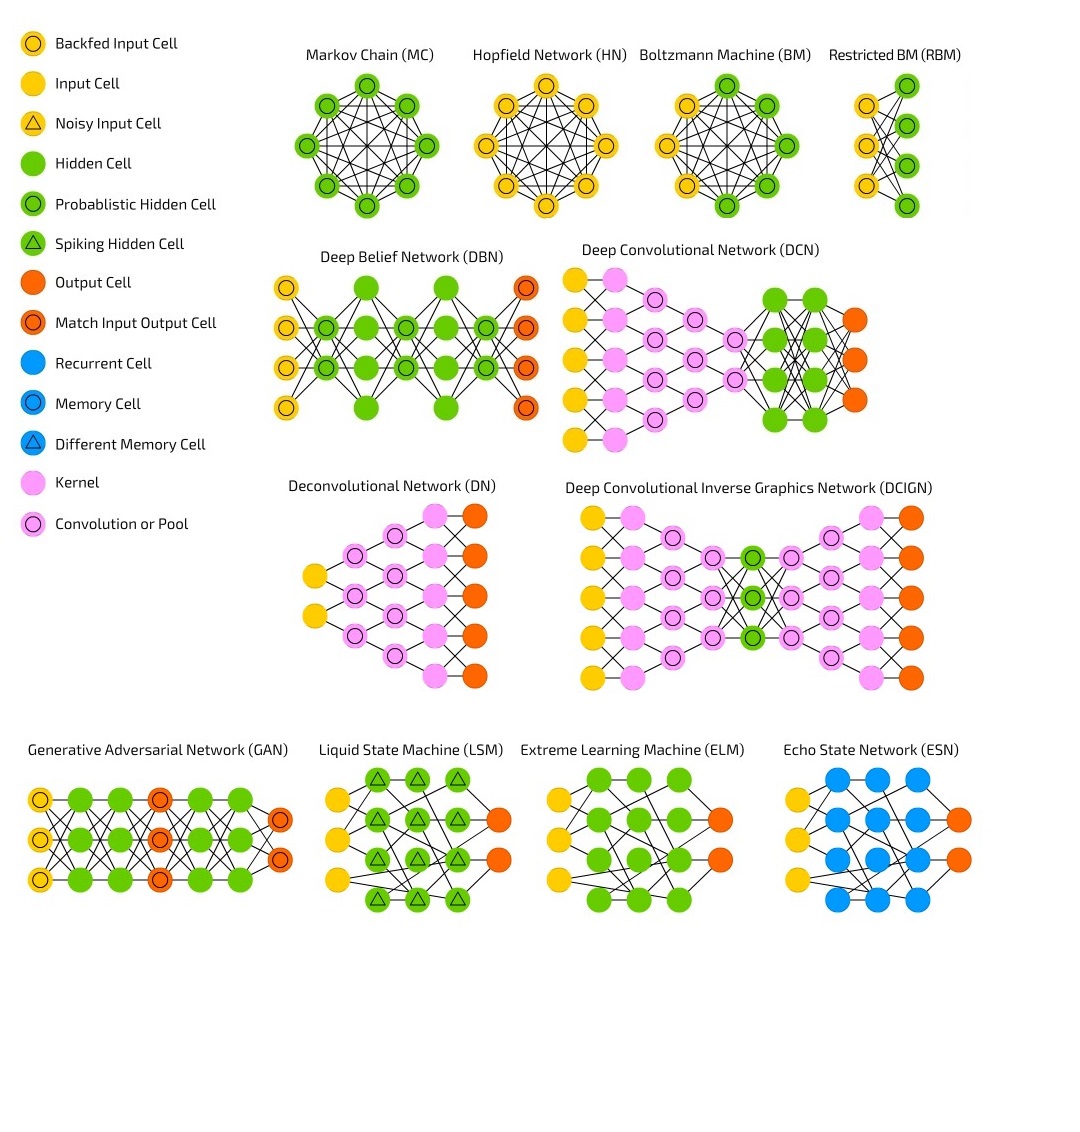 Backfed Input Cell
Input Cell
Noisy Input Cell
Hidden Cell
Probablistic Hidden Cell
Spiking Hidden Cell
Output Cell
Match Input Output Cell
Recurrent Cell
Memory Cell
Different Memory Cell
Kernel
Convolution or Pool
Markov Chain (MC)
Hopfield Network (HN)
Boltzmann Machine (BM)
Restricted BM (RBM)
Deep Belief Network (DBN)
Deep Convolutional Network (DCN)
Deconvolutional Network (DN)
Deep Convolutional Inverse Graphics Network (DCIGN)
Generative Adversarial Network (GAN)
Liquid State Machine (LSM)
Extreme Learning Machine (ELM)
Echo State Network (ESN)